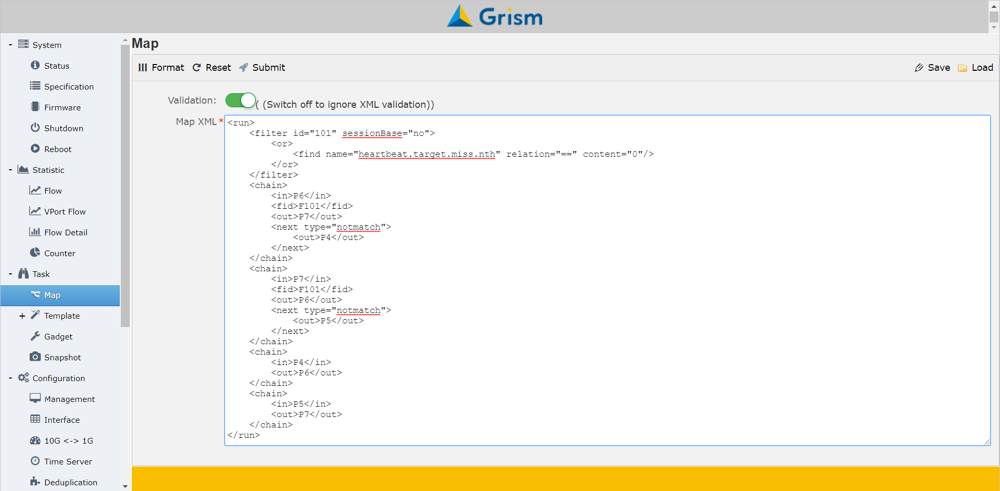 Grism
- System
Status
Specification
Firmware
Shutdown
Reboot
- Statistic
Flow
VPort Flow
Flow Detail
Counter
- Task
Map
+ Template
Gadget
Snapshot
- Configuration
Management
Interface
10G <-> 1G
Time Server
Deduplication
Map
Format Reset Submit Save Load
Validation: ( (Switch off to ignore XML validation))
Map XML*
<run>
    <filter id="101" sessionBase="no">
        <or>
            <find name="heartbeat.target.miss.nth" relation="==" content="0"/>
        </or>
    </filter>
    <chain>
        <in>P6</in>
        <fid>F101</fid>
        <out>P7</out>
        <next type="notmatch">
            <out>P4</out>
        </next>
    </chain>
    <chain>
        <in>P7</in>
        <fid>F101</fid>
        <out>P6</out>
        <next type="notmatch">
            <out>P5</out>
        </next>
    </chain>
    <chain>
        <in>P4</in>
        <out>P6</out>
    </chain>
    <chain>
        <in>P5</in>
        <out>P7</out>
    </chain>
</run>